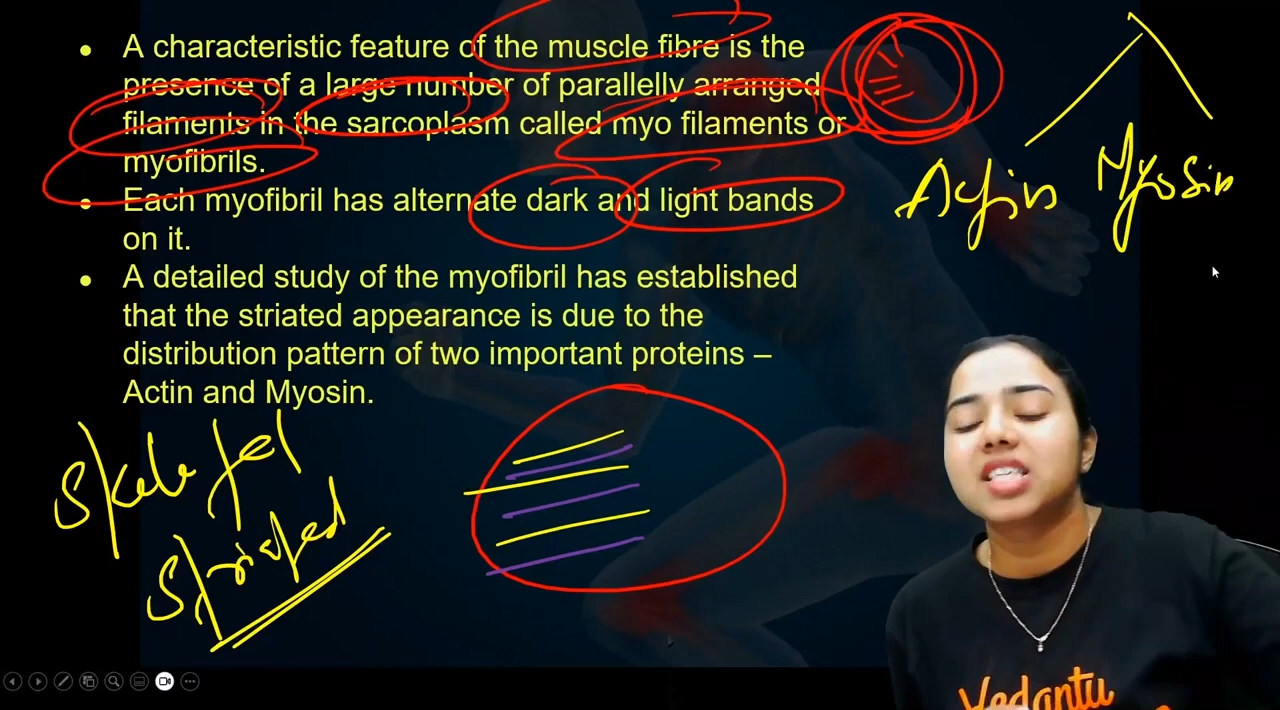 • A characteristic feature of the muscle fibre is the
presence of a large number of parallelly arranged
filaments in the sarcoplasm called myo filaments or
myofibrils.
• Each myofibril has alternate dark and light bands
on it.
• A detailed study of the myofibril has established
that the striated appearance is due to the
distribution pattern of two important proteins –
Actin and Myosin.
Actin Myosin
Skeletal
Striated
Vedantu